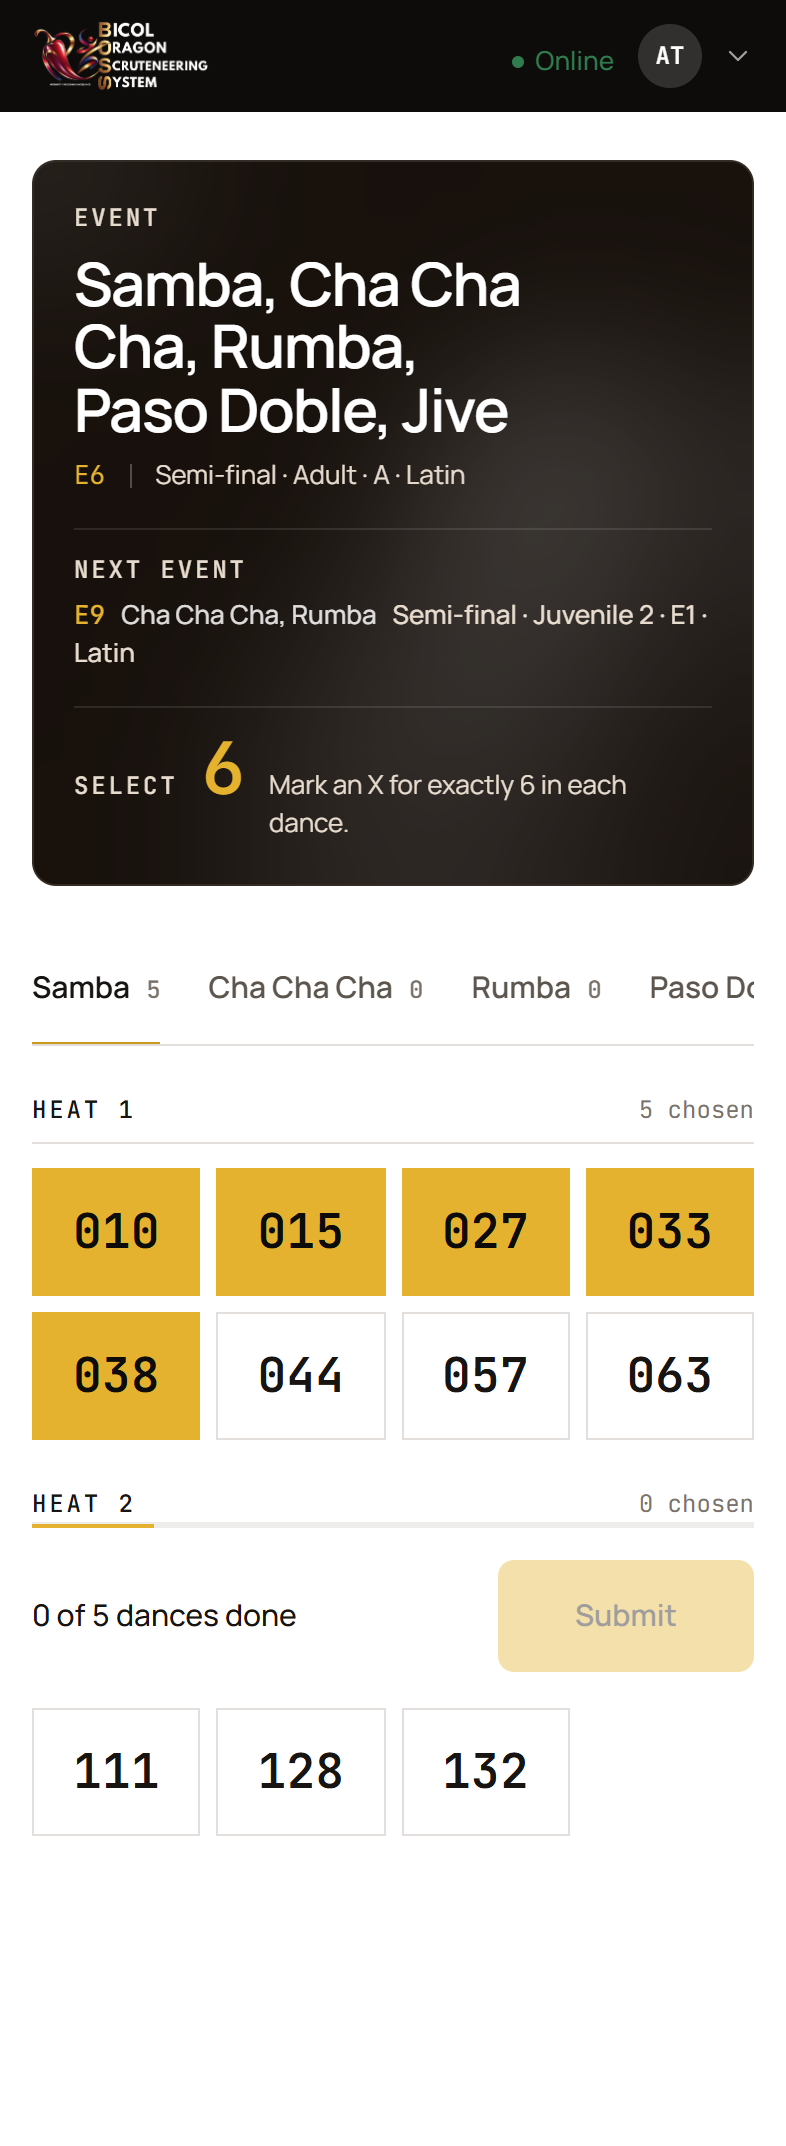 BICOL
DRAGON
SCRUTENEERING
SYSTEM
Online
AT
EVENT
Samba, Cha Cha
Cha, Rumba,
Paso Doble, Jive
E6 | Semi-final · Adult · A · Latin
NEXT EVENT
E9 Cha Cha Cha, Rumba Semi-final · Juvenile 2 · E1 ·
Latin
SELECT 6 Mark an X for exactly 6 in each
dance.
Samba 5 Cha Cha Cha 0 Rumba 0 Paso Do
HEAT 1 5 chosen
010 015 027 033
038 044 057 063
HEAT 2 0 chosen
0 of 5 dances done Submit
111 128 132